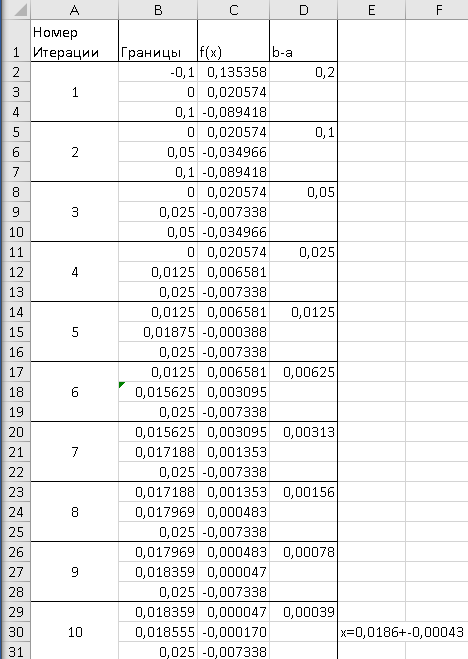 A B C D E F
1 Номер Итерации Границы f(x) b-a
2 -0,1 0,135358 0,2
3 1 0 0,020574
4 0,1 -0,089418
5 0 0,020574 0,1
6 2 0,05 -0,034966
7 0,1 -0,089418
8 0 0,020574 0,05
9 3 0,025 -0,007338
10 0,05 -0,034966
11 0 0,020574 0,025
12 4 0,0125 0,006581
13 0,025 -0,007338
14 0,0125 0,006581 0,0125
15 5 0,01875 -0,000388
16 0,025 -0,007338
17 0,0125 0,006581 0,00625
18 6 0,015625 0,003095
19 0,025 -0,007338
20 0,015625 0,003095 0,00313
21 7 0,017188 0,001353
22 0,025 -0,007338
23 0,017188 0,001353 0,00156
24 8 0,017969 0,000483
25 0,025 -0,007338
26 0,017969 0,000483 0,00078
27 9 0,018359 0,000047
28 0,025 -0,007338
29 0,018359 0,000047 0,00039
30 10 0,018555 -0,000170 x=0,0186+-0,00043
31 0,025 -0,007338